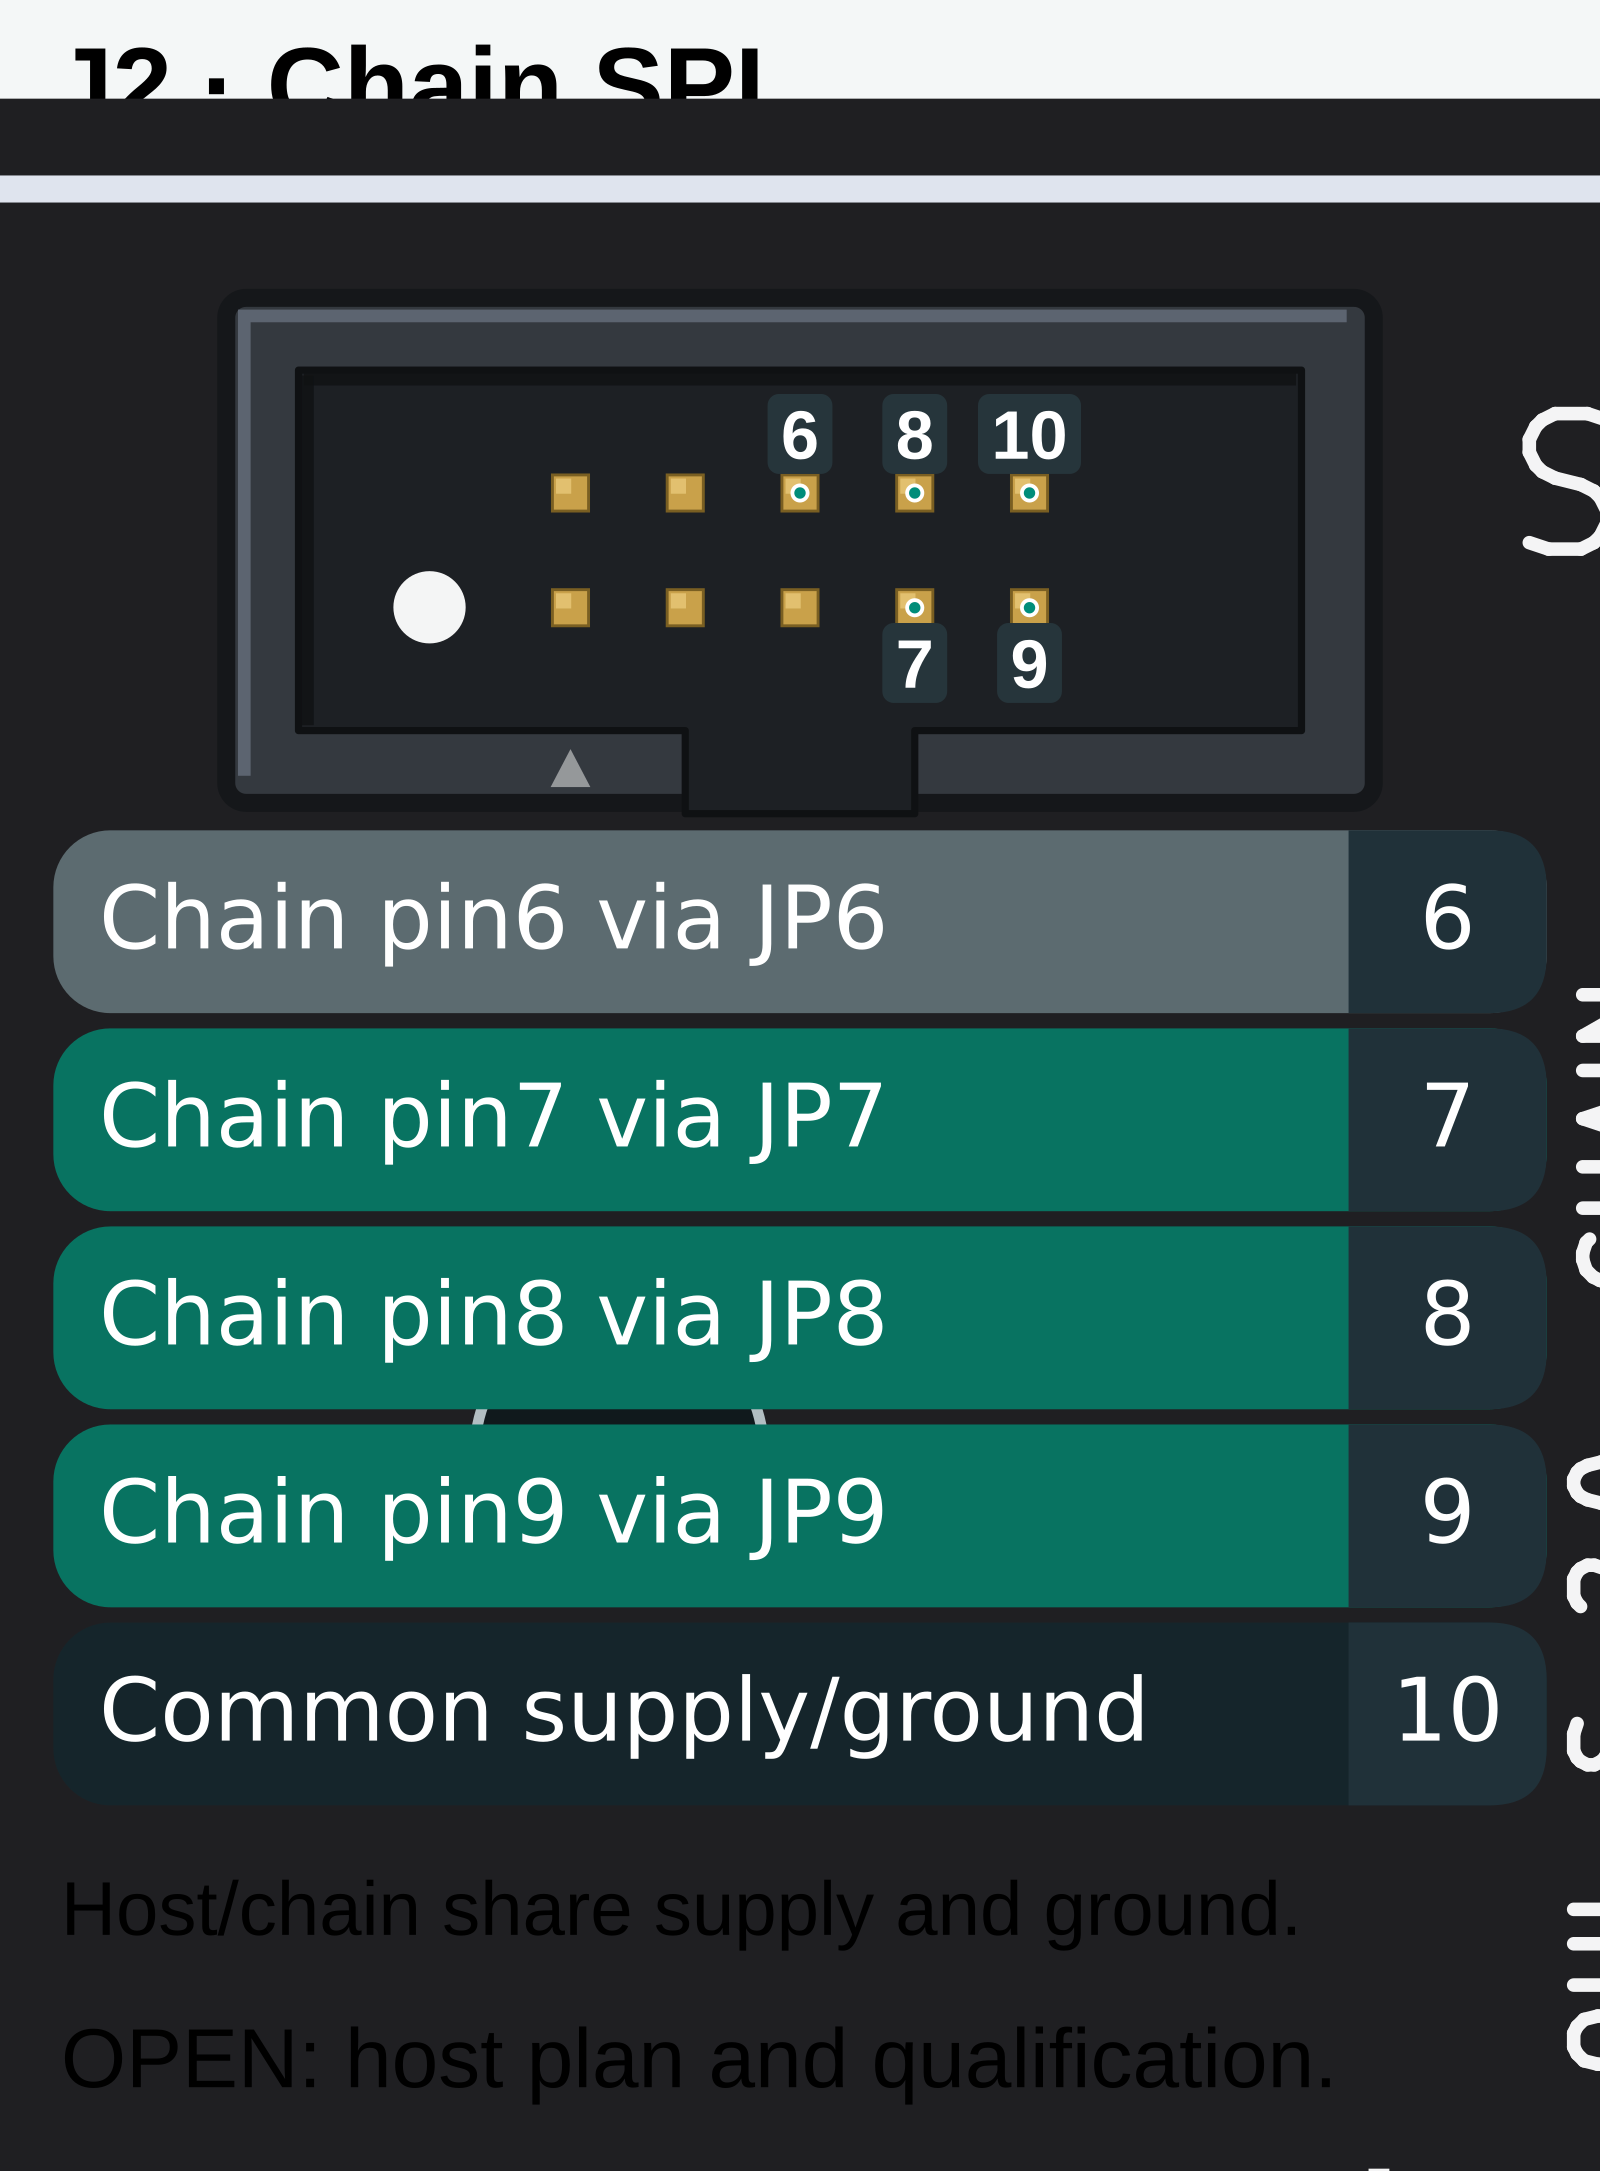 J2 : Chain SPI
6 8 10
7 9
Chain pin6 via JP6 6
Chain pin7 via JP7 7
Chain pin8 via JP8 8
Chain pin9 via JP9 9
Common supply/ground 10
Host/chain share supply and ground.
OPEN: host plan and qualification.